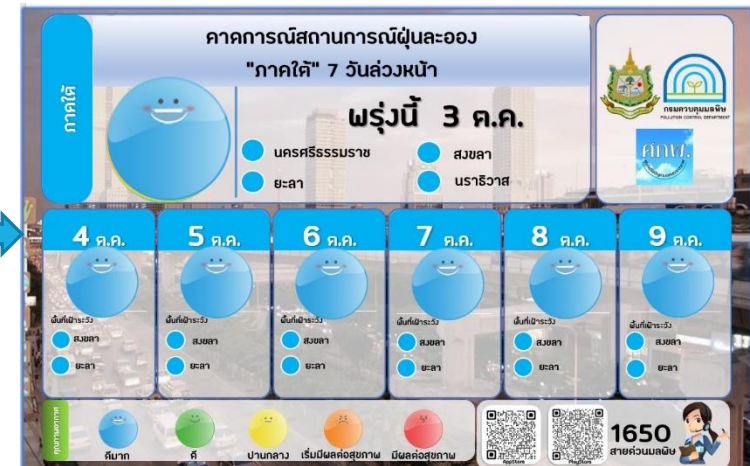 คาดการณ์สถานการณ์ฝุ่นละออง
"ภาคใต้" 7 วันล่วงหน้า
ภาคใต้
พรุ่งนี้ 3 ต.ค.
นครศรีธรรมราช
สงขลา
ยะลา
นราธิวาส
กรมควบคุมมลพิษ
POLLUTION CONTROL DEPARTMENT
ศกพ.
4 ต.ค.
5 ต.ค.
6 ต.ค.
7 ต.ค.
8 ต.ค.
9 ต.ค.
พื้นที่เฝ้าระวัง
สงขลา
ยะลา
พื้นที่เฝ้าระวัง
สงขลา
ยะลา
พื้นที่เฝ้าระวัง
สงขลา
ยะลา
พื้นที่เฝ้าระวัง
สงขลา
ยะลา
พื้นที่เฝ้าระวัง
สงขลา
ยะลา
พื้นที่เฝ้าระวัง
สงขลา
ยะลา
คุณภาพอากาศ
ดีมาก
ดี
ปานกลาง
เริ่มมีผลต่อสุขภาพ
มีผลต่อสุขภาพ
AppStore
PlayStore
1650
สายด่วนมลพิษ